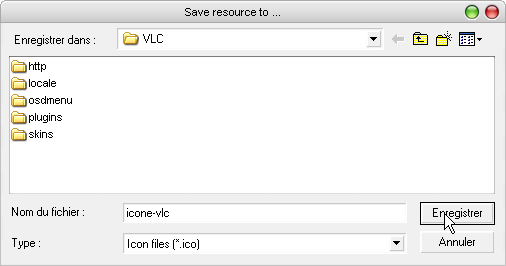 Save resource to ...
Enregistrer dans : VLC
http
locale
osdmenu
plugins
skins
Nom du fichier : icone-vlc Enregistrer
Type : Icon files (*.ico) Annuler